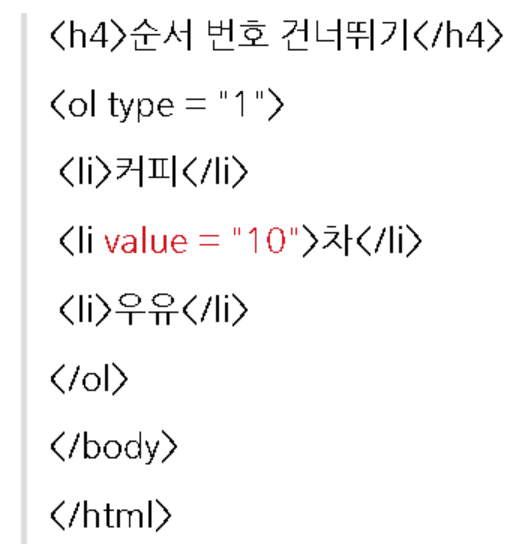 <h4>순서 번호 건너뛰기</h4>
<ol type = "1">
<li>커피</li>
<li value = "10">차</li>
<li>우유</li>
</ol>
</body>
</html>